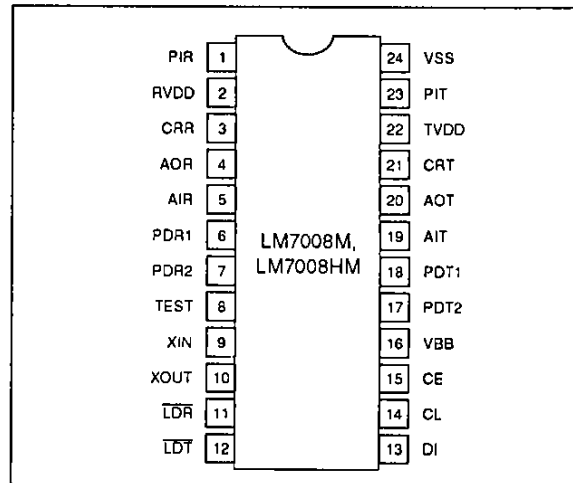 PIR 1 24 VSS
RVDD 2 23 PIT
CRR 3 22 TVDD
AOR 4 21 CRT
AIR 5 20 AOT
PDR1 6 19 AIT
LM7008M,
LM7008HM
PDR2 7 18 PDT1
TEST 8 17 PDT2
XIN 9 16 VBB
XOUT 10 15 CE
L̅D̅R̅ 11 14 CL
L̅D̅T̅ 12 13 DI